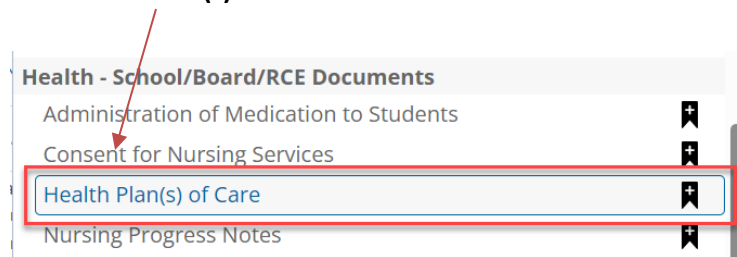 Health - School/Board/RCE Documents
Administration of Medication to Students
Consent for Nursing Services
Health Plan(s) of Care
Nursing Progress Notes